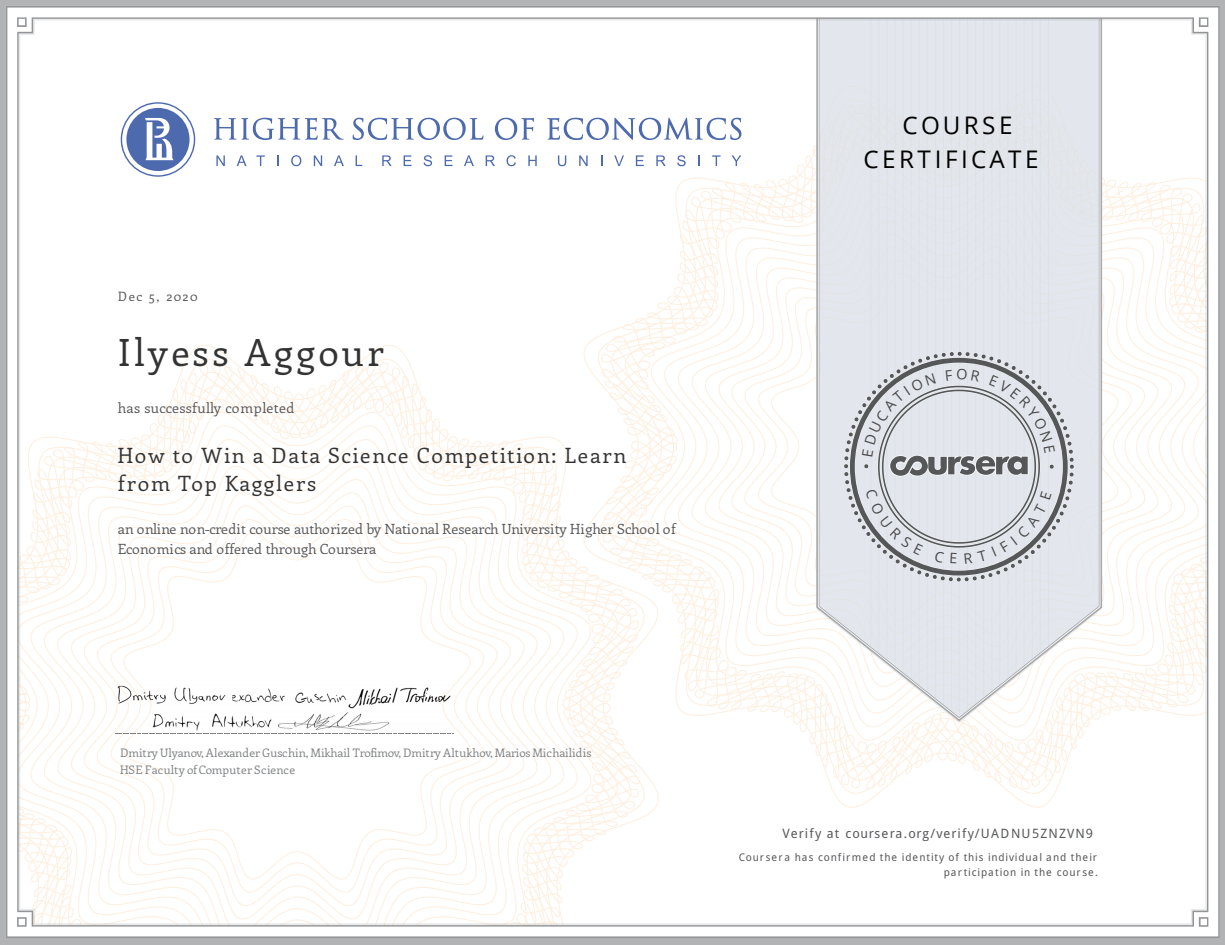 HIGHER SCHOOL OF ECONOMICS
NATIONAL RESEARCH UNIVERSITY
COURSE
CERTIFICATE
Dec 5, 2020
Ilyess Aggour
has successfully completed
How to Win a Data Science Competition: Learn
from Top Kagglers
an online non-credit course authorized by National Research University Higher School of
Economics and offered through Coursera
EDUCATION FOR EVERYONE
coursera
COURSE CERTIFICATE
Dmitry Ulyanov exander Guschin Mikhail Trofimov
Dmitry Altukhov
Dmitry Ulyanov, Alexander Guschin, Mikhail Trofimov, Dmitry Altukhov, Marios Michailidis
HSE Faculty of Computer Science
Verify at coursera.org/verify/UADNU5ZNZVN9
Coursera has confirmed the identity of this individual and their
participation in the course.